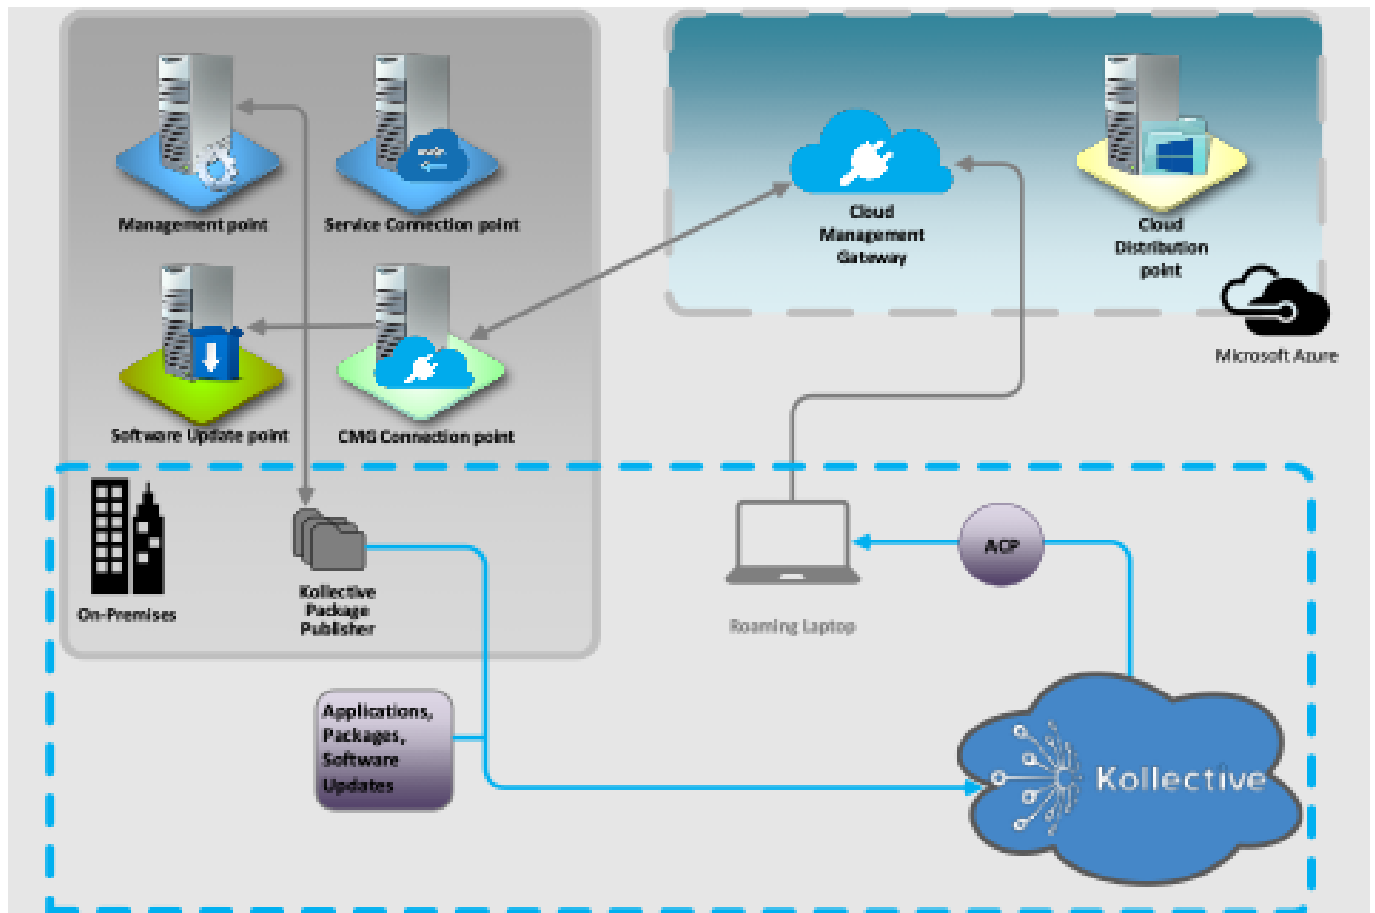 Management point
Service Connection point
Software Update point
CMG Connection point
Cloud
Management
Gateway
Cloud
Distribution
point
Microsoft Azure
On-Premises
Kollective
Package
Publisher
Roaming Laptop
ACP
Applications,
Packages,
Software
Updates
Kollective